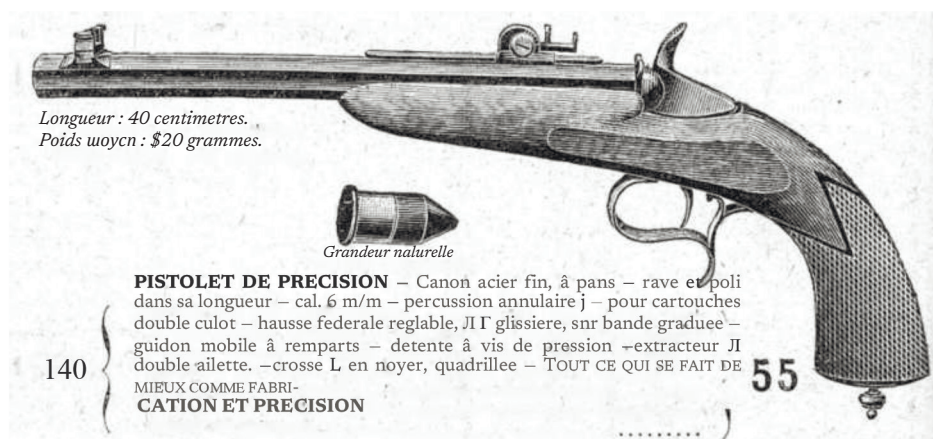 Longueur : 40 centimetres.
Poids woycn : $20 grammes.
Grandeur nalurelle
PISTOLET DE PRECISION – Canon acier fin, â pans – rave et poli
dans sa longueur – cal. 6 m/m – percussion annulaire j – pour cartouches
double culot – hausse federale reglable, Л Г glissiere, snr bande graduee –
guidon mobile â remparts – detente â vis de pression –extracteur Л
140 double ailette. –crosse L en noyer, quadrillee – TOUT CE QUI SE FAIT DE 55
MIEUX COMME FABRI-
CATION ET PRECISION